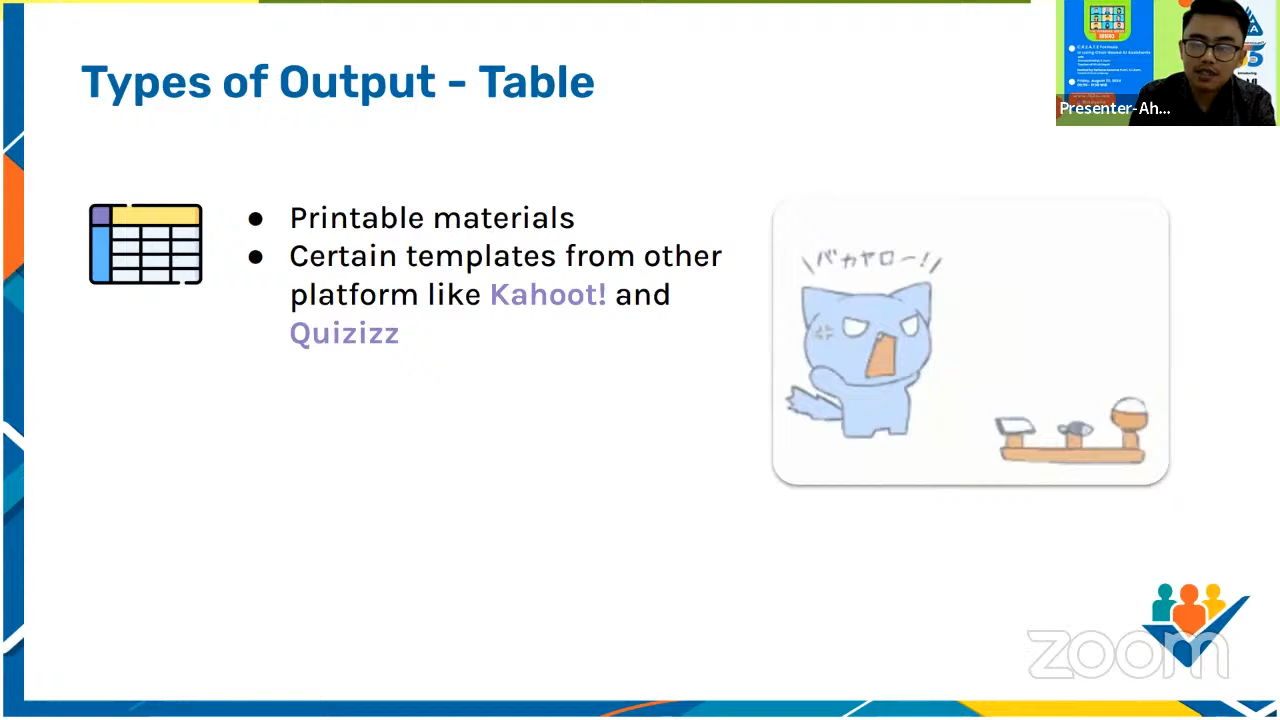 Types of Output - Table
● Printable materials
● Certain templates from other
platform like Kahoot! and
Quizizz
\バカヤロー!/
Presenter-Ah...
zoom